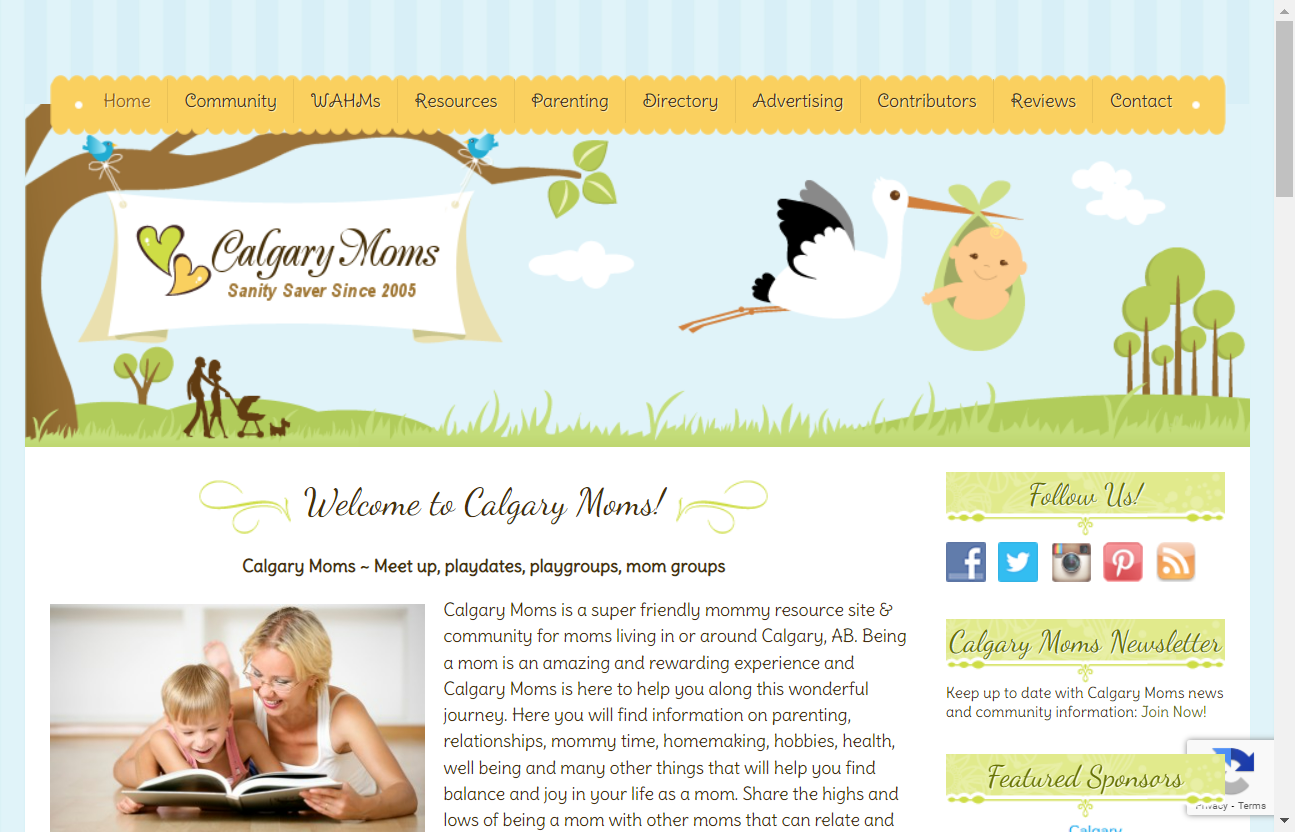 Home Community WAHMs Resources Parenting Directory Advertising Contributors Reviews Contact
Calgary Moms
Sanity Saver Since 2005
Welcome to Calgary Moms!
Calgary Moms ~ Meet up, playdates, playgroups, mom groups
Calgary Moms is a super friendly mommy resource site &
community for moms living in or around Calgary, AB. Being
a mom is an amazing and rewarding experience and
Calgary Moms is here to help you along this wonderful
journey. Here you will find information on parenting,
relationships, mommy time, homemaking, hobbies, health,
well being and many other things that will help you find
balance and joy in your life as a mom. Share the highs and
lows of being a mom with other moms that can relate and
Follow Us!
Calgary Moms Newsletter
Keep up to date with Calgary Moms news
and community information: Join Now!
Featured Sponsors
Privacy - Terms
Calgary